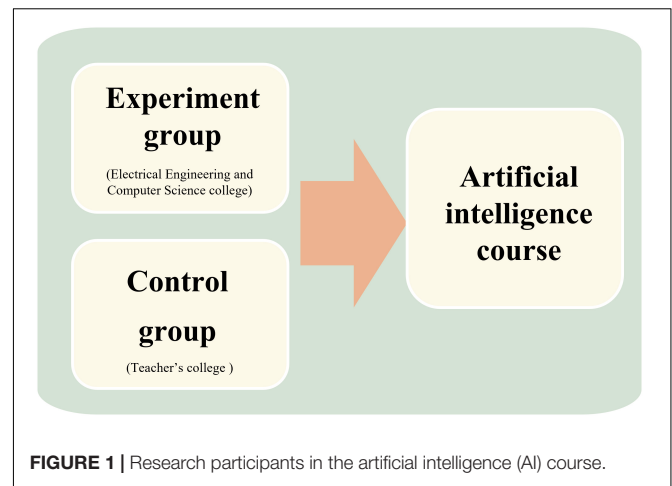 Experiment
group
(Electrical Engineering and
Computer Science college)
Control
group
(Teacher's college )
Artificial
intelligence
course
FIGURE 1 | Research participants in the artificial intelligence (AI) course.